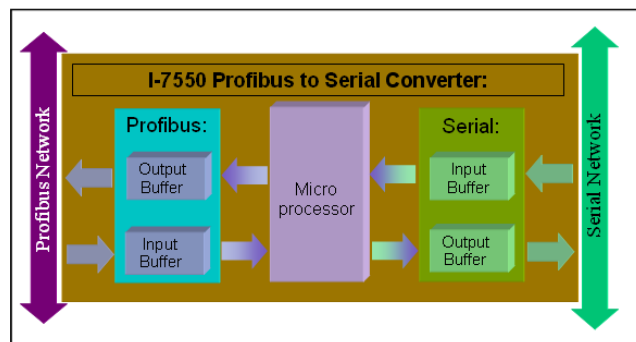 I-7550 Profibus to Serial Converter:
Profibus Network
Profibus:
Output
Buffer
Input
Buffer
Micro
processor
Serial:
Input
Buffer
Output
Buffer
Serial Network